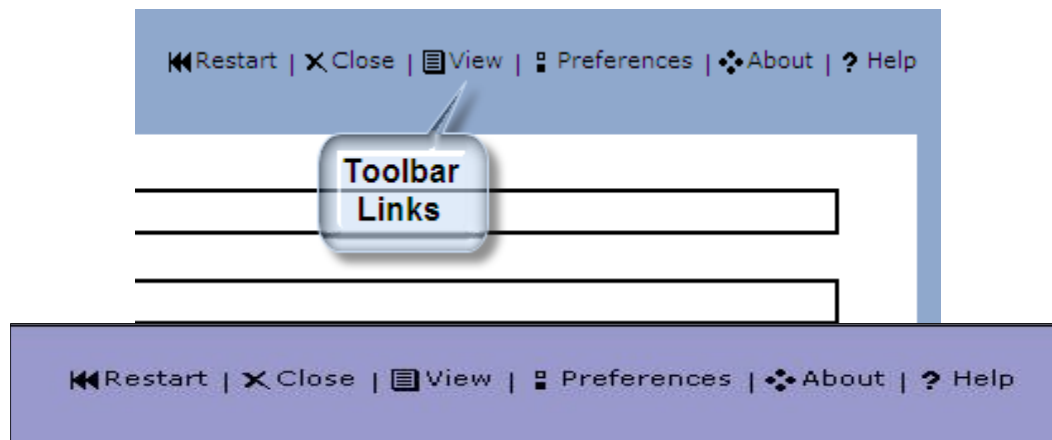 Restart | Close | View | Preferences | About | ? Help
Toolbar
Links
Restart | Close | View | Preferences | About | ? Help